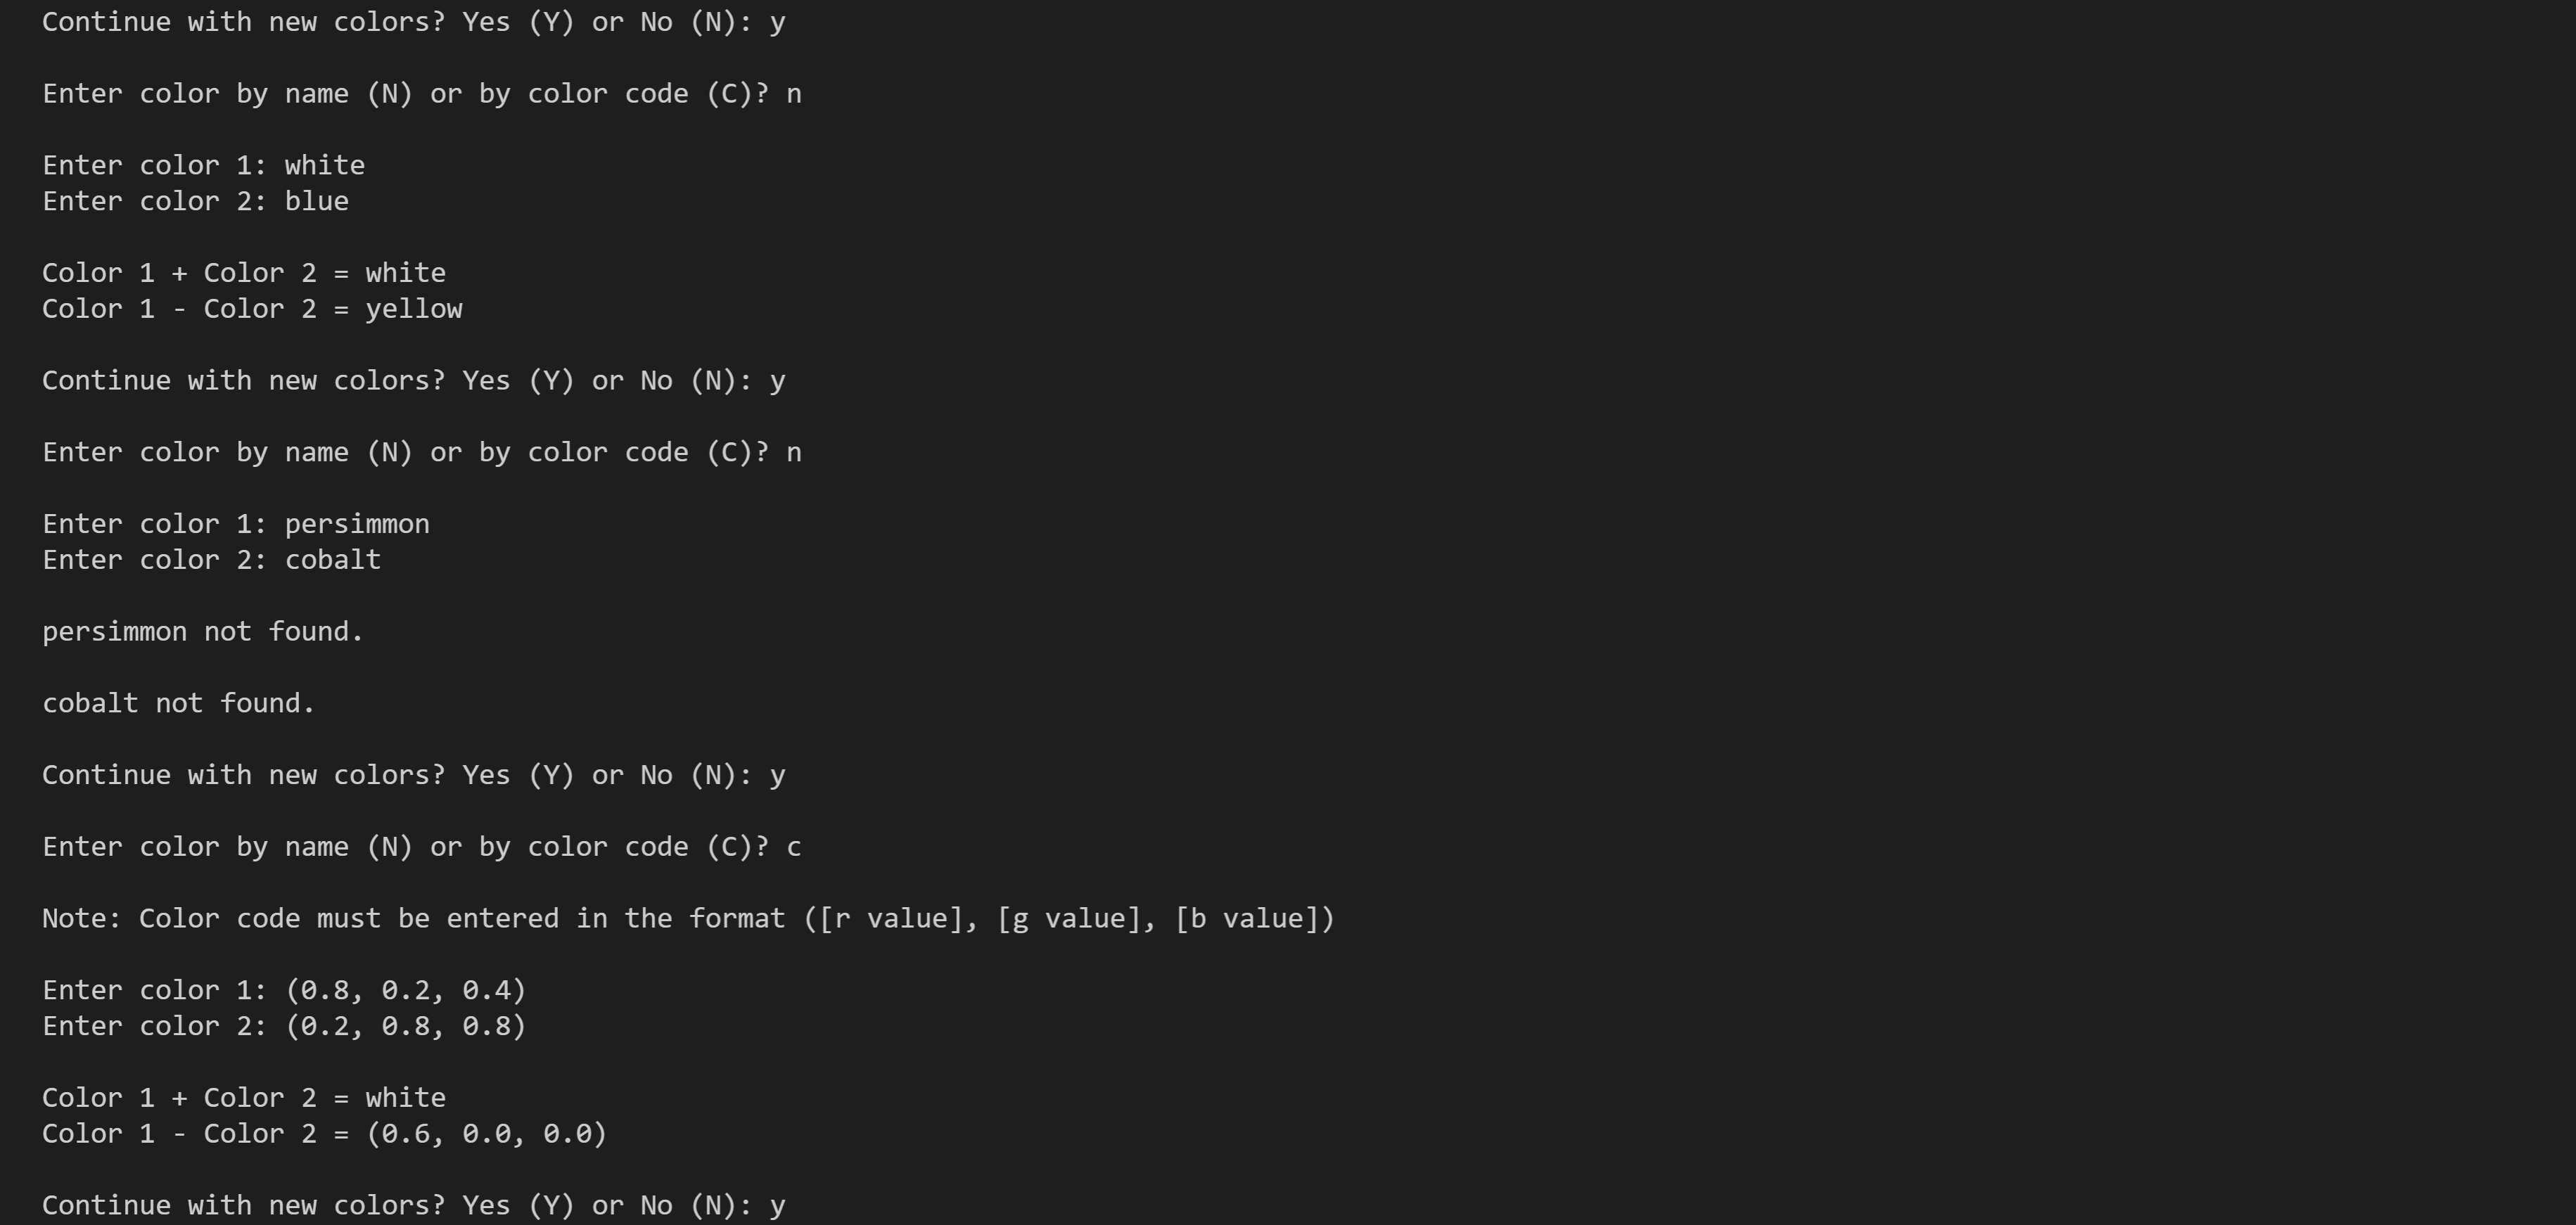 Continue with new colors? Yes (Y) or No (N): y
Enter color by name (N) or by color code (C)? n
Enter color 1: white
Enter color 2: blue
Color 1 + Color 2 = white
Color 1 - Color 2 = yellow
Continue with new colors? Yes (Y) or No (N): y
Enter color by name (N) or by color code (C)? n
Enter color 1: persimmon
Enter color 2: cobalt
persimmon not found.
cobalt not found.
Continue with new colors? Yes (Y) or No (N): y
Enter color by name (N) or by color code (C)? c
Note: Color code must be entered in the format ([r value], [g value], [b value])
Enter color 1: (0.8, 0.2, 0.4)
Enter color 2: (0.2, 0.8, 0.8)
Color 1 + Color 2 = white
Color 1 - Color 2 = (0.6, 0.0, 0.0)
Continue with new colors? Yes (Y) or No (N): y